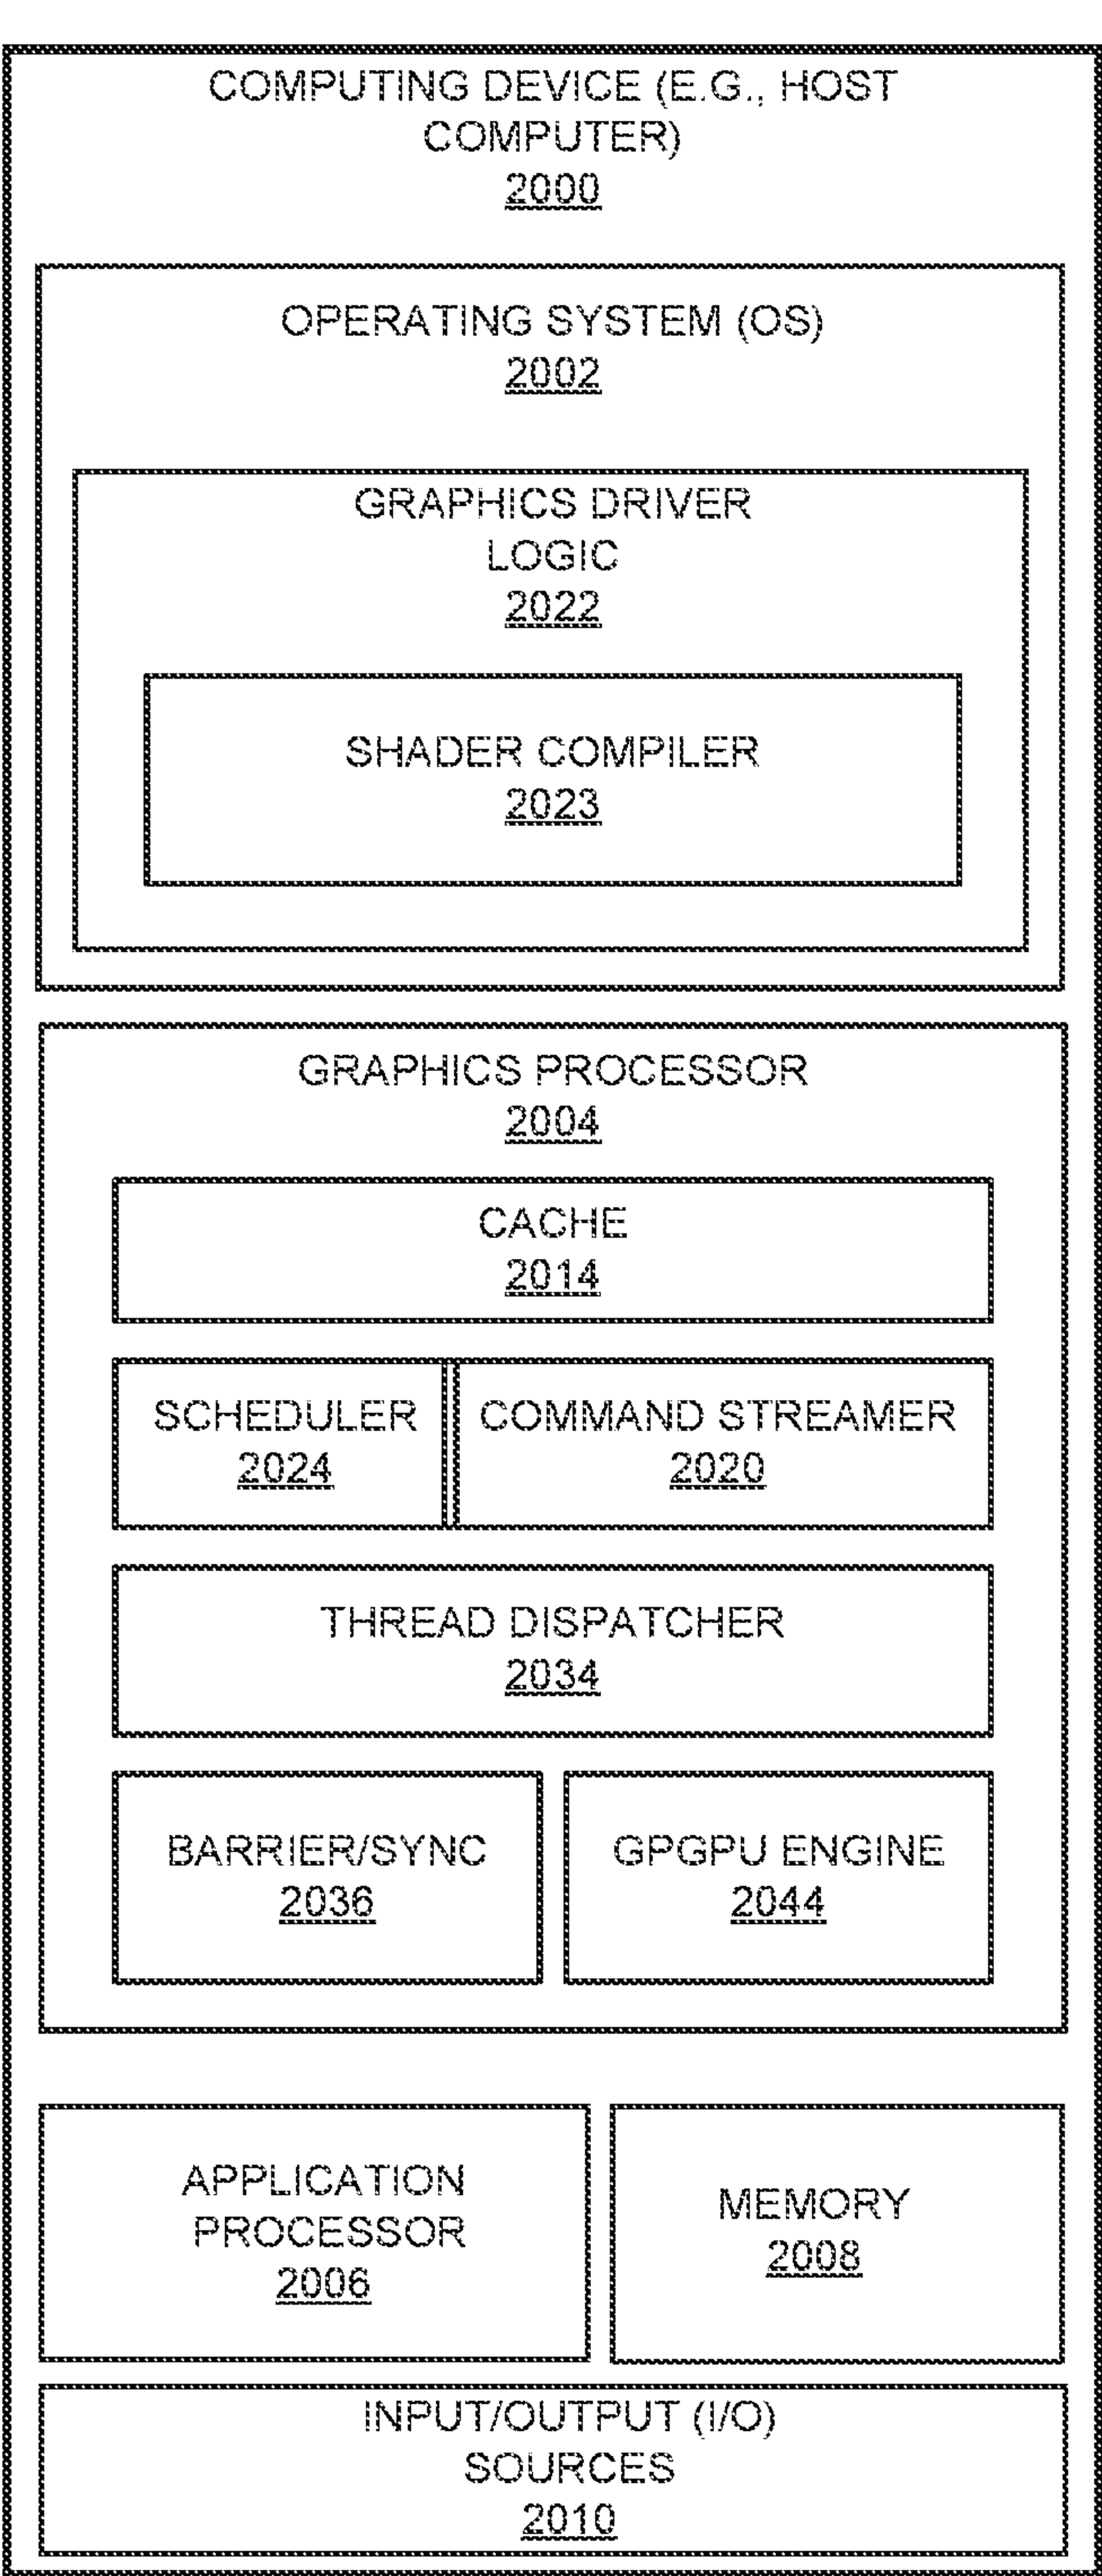 COMPUTING DEVICE (E.G., HOST
COMPUTER)
2000
OPERATING SYSTEM (OS)
2002
GRAPHICS DRIVER
LOGIC
2022
SHADER COMPILER
2023
GRAPHICS PROCESSOR
2004
CACHE
2014
SCHEDULER
2024
COMMAND STREAMER
2020
THREAD DISPATCHER
2034
BARRIER/SYNC
2036
GPGPU ENGINE
2044
APPLICATION
PROCESSOR
2006
MEMORY
2008
INPUT/OUTPUT (I/O)
SOURCES
2010